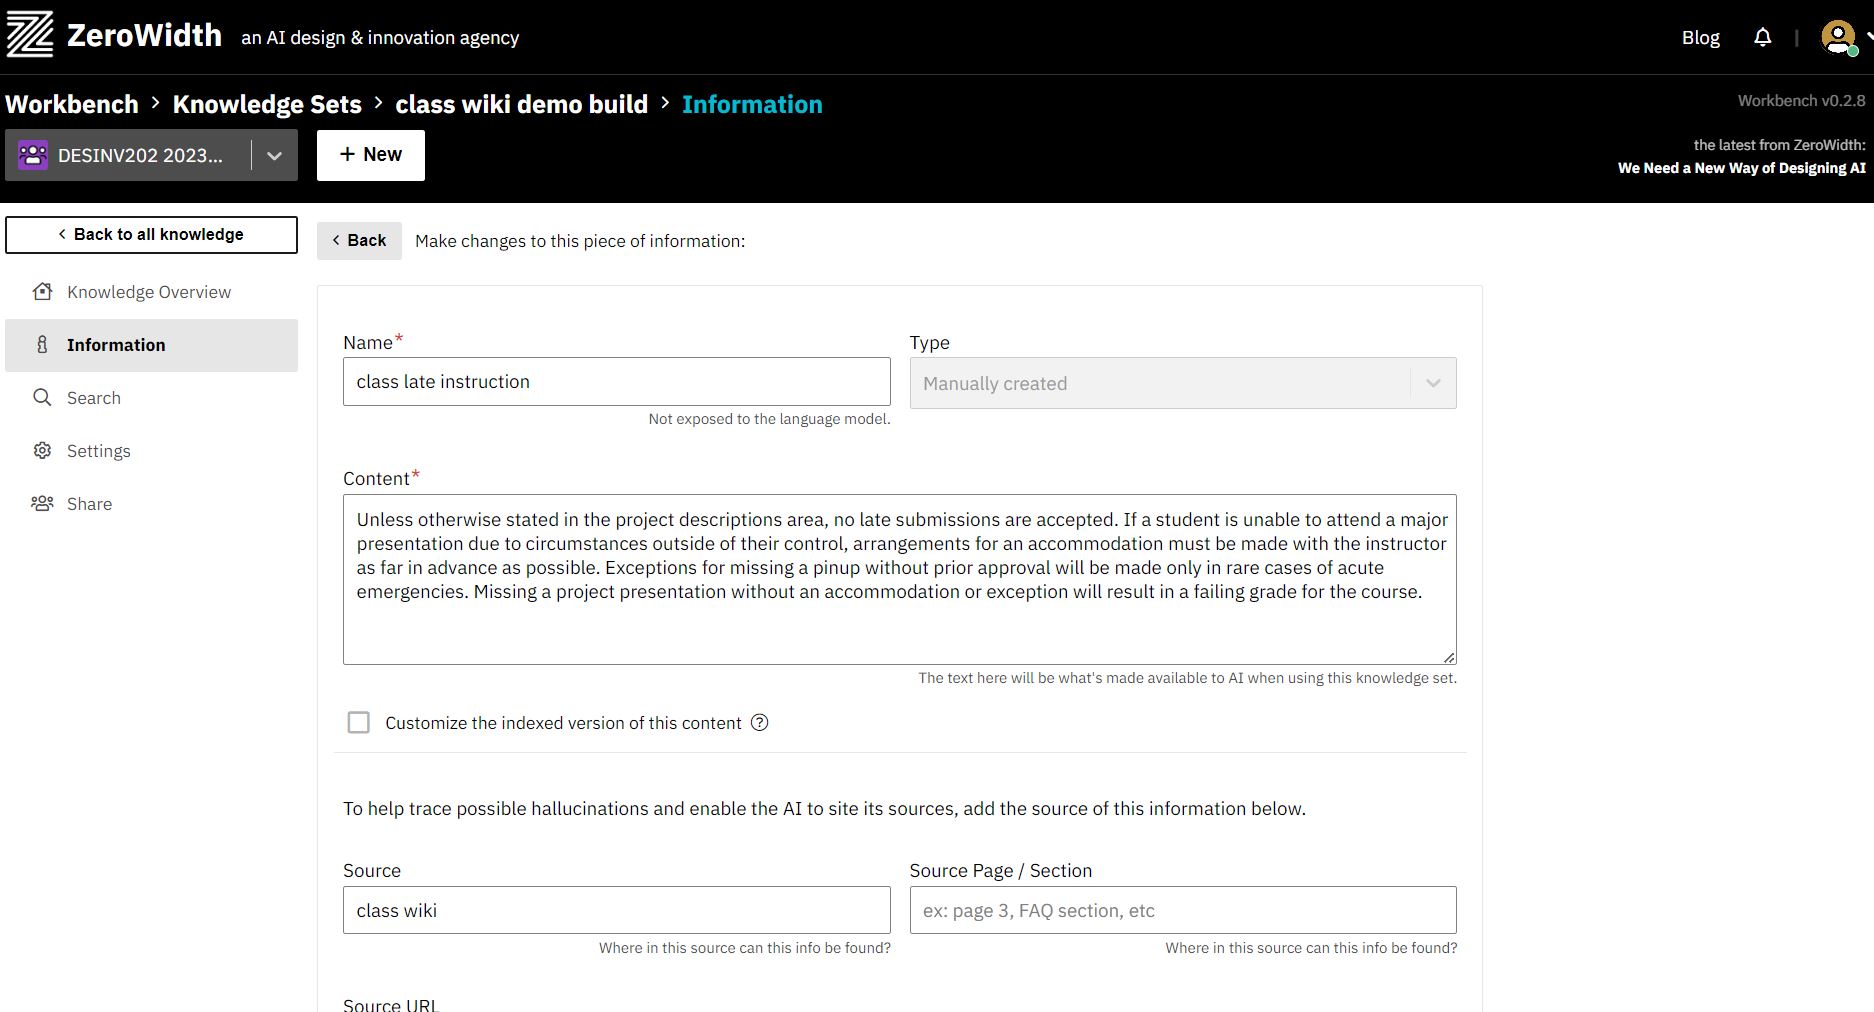 ZeroWidth an AI design & innovation agency
Blog
Workbench > Knowledge Sets > class wiki demo build > Information
Workbench v0.2.8
DESINV202 2023...
+ New
the latest from ZeroWidth:
We Need a New Way of Designing AI
< Back to all knowledge
< Back
Make changes to this piece of information:
Knowledge Overview
Information
Search
Settings
Share
Name*
Type
class late instruction
Manually created
Not exposed to the language model.
Content*
Unless otherwise stated in the project descriptions area, no late submissions are accepted. If a student is unable to attend a major
presentation due to circumstances outside of their control, arrangements for an accommodation must be made with the instructor
as far in advance as possible. Exceptions for missing a pinup without prior approval will be made only in rare cases of acute
emergencies. Missing a project presentation without an accommodation or exception will result in a failing grade for the course.
The text here will be what's made available to AI when using this knowledge set.
Customize the indexed version of this content ?
To help trace possible hallucinations and enable the AI to site its sources, add the source of this information below.
Source
Source Page / Section
class wiki
ex: page 3, FAQ section, etc
Where in this source can this info be found?
Where in this source can this info be found?
Source URL